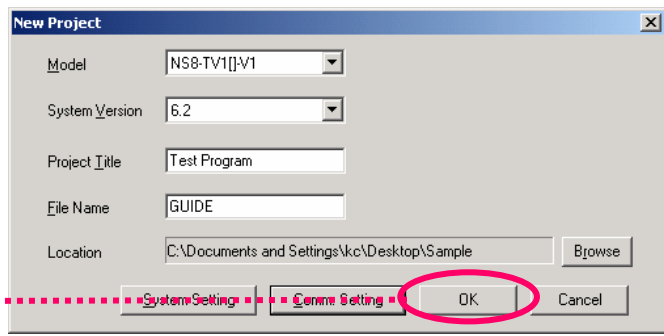 New Project
Model NS8-TV1[]-V1
System Version 6.2
Project Title Test Program
File Name GUIDE
Location C:\Documents and Settings\kc\Desktop\Sample Browse
System Setting Comm. Setting OK Cancel